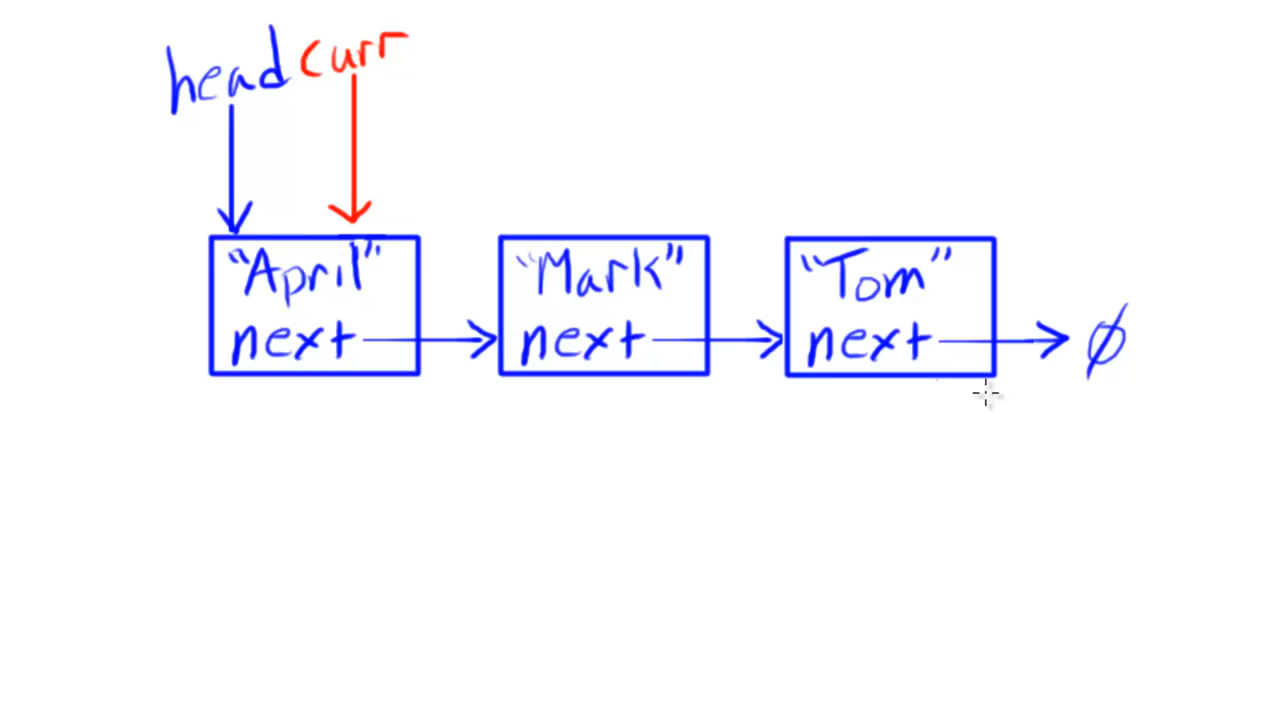 head curr
"April" "Mark" "Tom"
next next next ∅